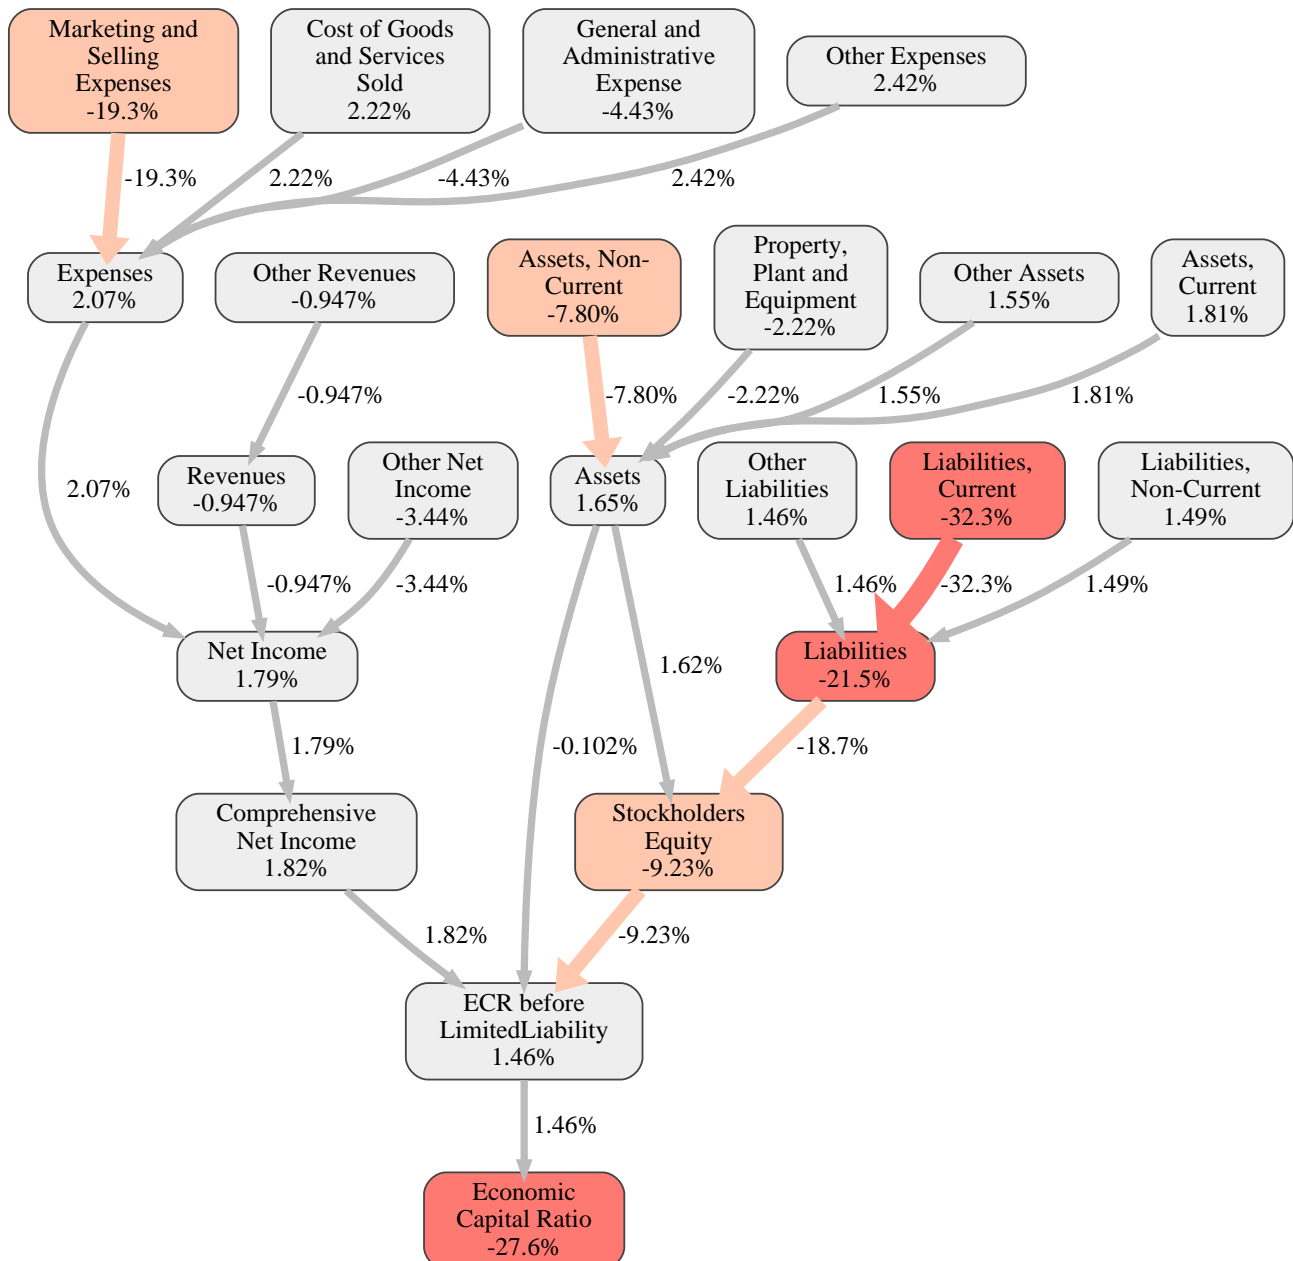 Marketing and
Selling
Expenses
-19.3%
Cost of Goods
and Services
Sold
2.22%
General and
Administrative
Expense
-4.43%
Other Expenses
2.42%
-19.3%
2.22%
-4.43%
2.42%
Expenses
2.07%
Other Revenues
-0.947%
Assets, Non-
Current
-7.80%
Property,
Plant and
Equipment
-2.22%
Other Assets
1.55%
Assets,
Current
1.81%
-0.947%
-7.80%
-2.22%
1.55%
1.81%
2.07%
Revenues
-0.947%
Other Net
Income
-3.44%
Assets
1.65%
Other
Liabilities
1.46%
Liabilities,
Current
-32.3%
Liabilities,
Non-Current
1.49%
-0.947%
-3.44%
1.46%
-32.3%
1.49%
Net Income
1.79%
1.62%
Liabilities
-21.5%
1.79%
-0.102%
-18.7%
Comprehensive
Net Income
1.82%
Stockholders
Equity
-9.23%
1.82%
-9.23%
ECR before
LimitedLiability
1.46%
1.46%
Economic
Capital Ratio
-27.6%